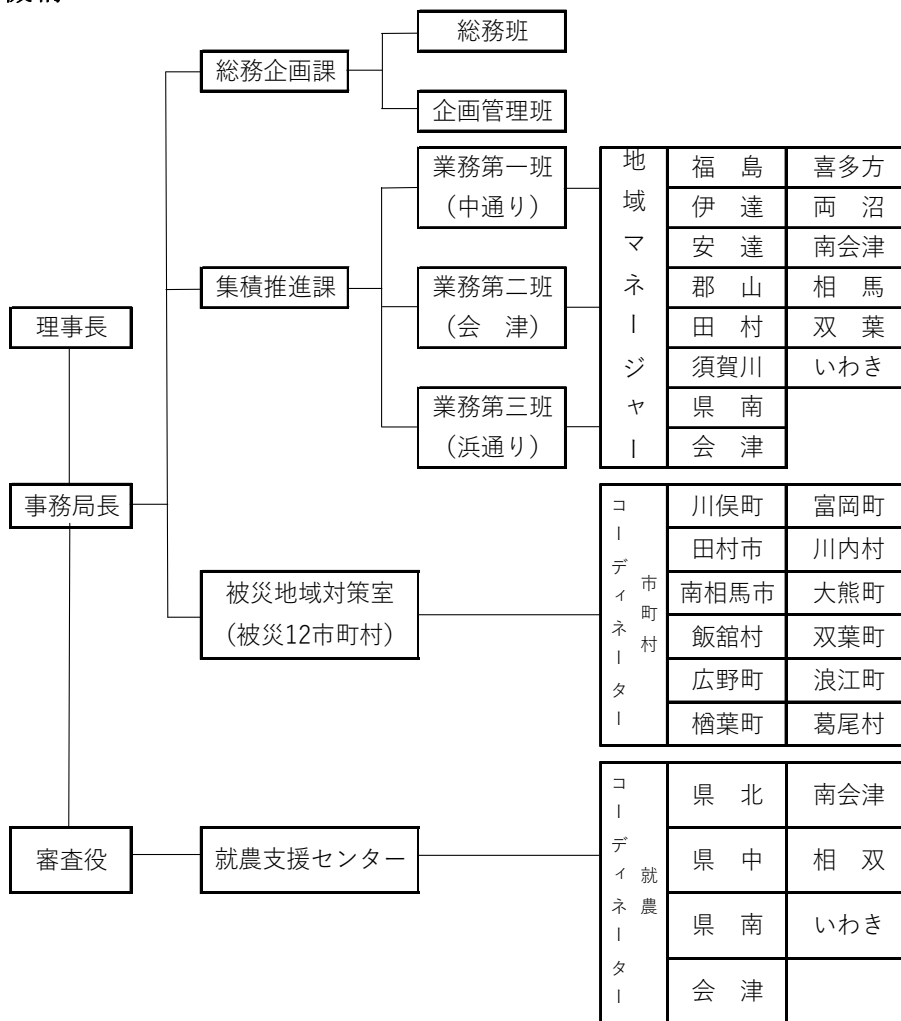 総務班
総務企画課
企画管理班
業務第一班
（中通り）
集積推進課
業務第二班
（会　津）
業務第三班
（浜通り）
地域マネージャー
福　島　喜多方
伊　達　両　沼
安　達　南会津
郡　山　相　馬
田　村　双　葉
須賀川　いわき
県　南
会　津
理事長
事務局長
被災地域対策室
（被災12市町村）
市町村
コーディネーター
川俣町　富岡町
田村市　川内村
南相馬市　大熊町
飯舘村　双葉町
広野町　浪江町
楢葉町　葛尾村
審査役
就農支援センター
就農
コーディネーター
県　北　南会津
県　中　相　双
県　南　いわき
会　津